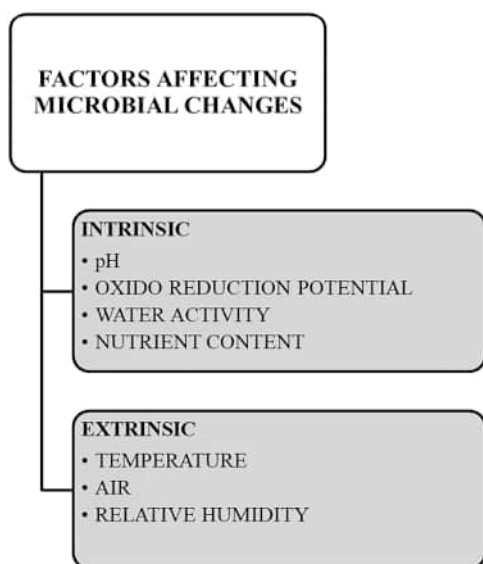 FACTORS AFFECTING
MICROBIAL CHANGES
INTRINSIC
• pH
• OXIDO REDUCTION POTENTIAL
• WATER ACTIVITY
• NUTRIENT CONTENT
EXTRINSIC
• TEMPERATURE
• AIR
• RELATIVE HUMIDITY